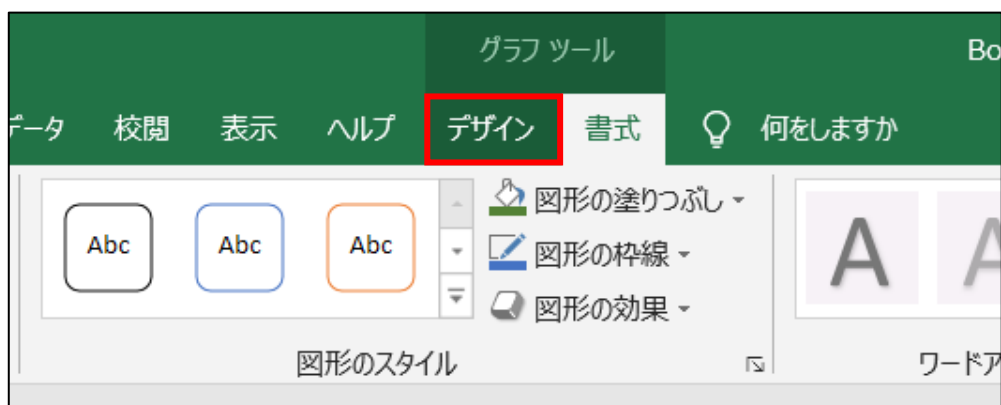 グラフ ツール
Bo
データ 校閲 表示 ヘルプ デザイン 書式 何をしますか
Abc Abc Abc
図形の塗りつぶし
図形の枠線
図形の効果
A A
図形のスタイル
ワードア